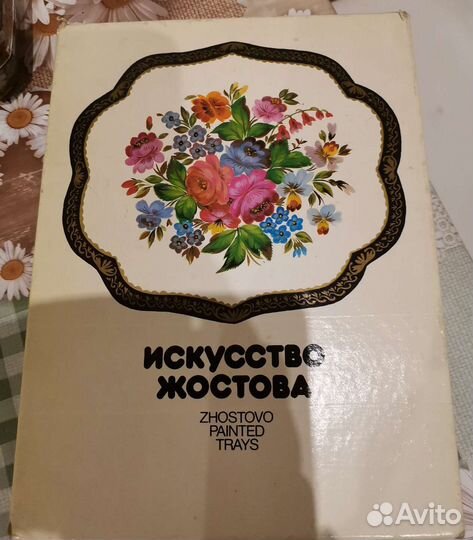 ИСКУССТВО
ЖОСТОВА
ZHOSTOVO
PAINTED
TRAYS
Avito